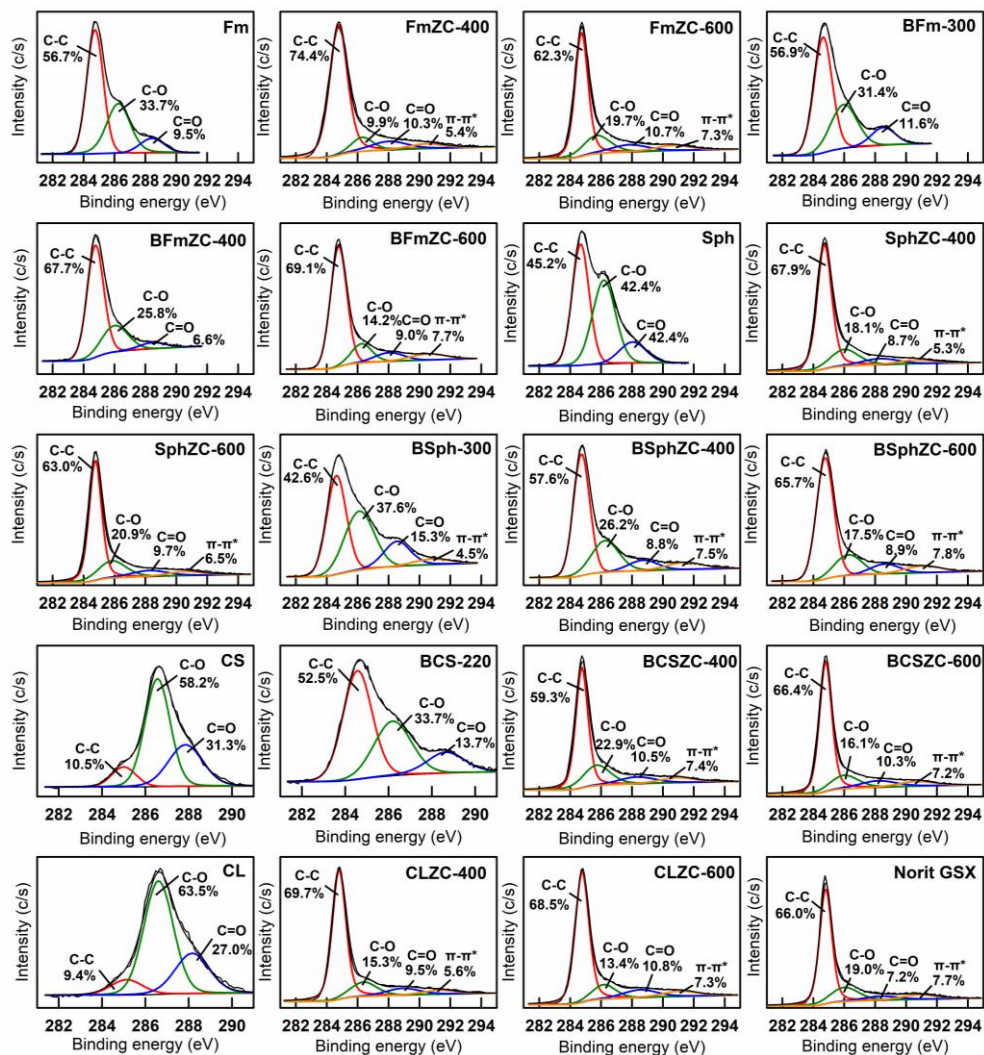 Fm
C-C
56.7%
C-O
33.7%
C=O
9.5%
Intensity (c/s)
282 284 286 288 290 292 294
Binding energy (eV)
FmZC-400
C-C
74.4%
C-O
9.9%
C=O
10.3%
π-π*
5.4%
Intensity (c/s)
282 284 286 288 290 292 294
Binding energy (eV)
FmZC-600
C-C
62.3%
C-O
19.7%
C=O
10.7%
π-π*
7.3%
Intensity (c/s)
282 284 286 288 290 292 294
Binding energy (eV)
BFm-300
C-C
56.9%
C-O
31.4%
C=O
11.6%
Intensity (c/s)
282 284 286 288 290 292 294
Binding energy (eV)
BFmZC-400
C-C
67.7%
C-O
25.8%
C=O
6.6%
Intensity (c/s)
282 284 286 288 290 292 294
Binding energy (eV)
BFmZC-600
C-C
69.1%
C-O
14.2%
C=O
9.0%
π-π*
7.7%
Intensity (c/s)
282 284 286 288 290 292 294
Binding energy (eV)
Sph
C-C
45.2%
C-O
42.4%
C=O
42.4%
Intensity (c/s)
282 284 286 288 290 292 294
Binding energy (eV)
SphZC-400
C-C
67.9%
C-O
18.1%
C=O
8.7%
π-π*
5.3%
Intensity (c/s)
282 284 286 288 290 292 294
Binding energy (eV)
SphZC-600
C-C
63.0%
C-O
20.9%
C=O
9.7%
π-π*
6.5%
Intensity (c/s)
282 284 286 288 290 292 294
Binding energy (eV)
BSph-300
C-C
42.6%
C-O
37.6%
C=O
15.3%
π-π*
4.5%
Intensity (c/s)
282 284 286 288 290 292 294
Binding energy (eV)
BSphZC-400
C-C
57.6%
C-O
26.2%
C=O
8.8%
π-π*
7.5%
Intensity (c/s)
282 284 286 288 290 292 294
Binding energy (eV)
BSphZC-600
C-C
65.7%
C-O
17.5%
C=O
8,9%
π-π*
7.8%
Intensity (c/s)
282 284 286 288 290 292 294
Binding energy (eV)
CS
C-O
58.2%
C=O
31.3%
C-C
10.5%
Intensity (c/s)
282 284 286 288 290
Binding energy (eV)
BCS-220
C-C
52.5%
C-O
33.7%
C=O
13.7%
Intensity (c/s)
282 284 286 288 290
Binding energy (eV)
BCSZC-400
C-C
59.3%
C-O
22.9%
C=O
10.5%
π-π*
7.4%
Intensity (c/s)
282 284 286 288 290 292 294
Binding energy (eV)
BCSZC-600
C-C
66.4%
C-O
16.1%
C=O
10.3%
π-π*
7.2%
Intensity (c/s)
282 284 286 288 290 292 294
Binding energy (eV)
CL
C-O
63.5%
C=O
27.0%
C-C
9.4%
Intensity (c/s)
282 284 286 288 290
Binding energy (eV)
CLZC-400
C-C
69.7%
C-O
15.3%
C=O
9.5%
π-π*
5.6%
Intensity (c/s)
282 284 286 288 290 292 294
Binding energy (eV)
CLZC-600
C-C
68.5%
C-O
13.4%
C=O
10.8%
π-π*
7.3%
Intensity (c/s)
282 284 286 288 290 292 294
Binding energy (eV)
Norit GSX
C-C
66.0%
C-O
19.0%
C=O
7.2%
π-π*
7.7%
Intensity (c/s)
282 284 286 288 290 292 294
Binding energy (eV)